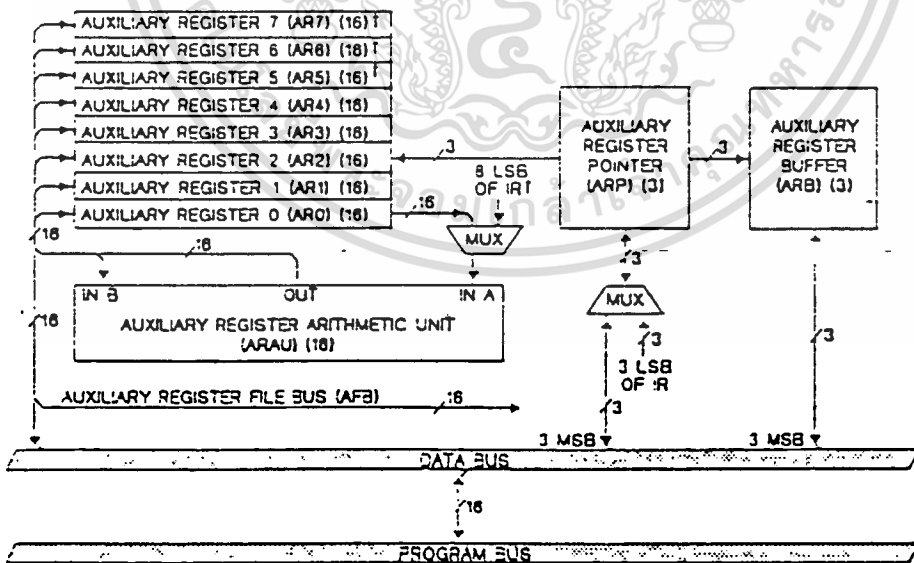 AUXILIARY REGISTER 7 (AR7) (16)†
AUXILIARY REGISTER 6 (AR6) (16)†
AUXILIARY REGISTER 5 (AR5) (16)†
AUXILIARY REGISTER 4 (AR4) (16)
AUXILIARY REGISTER 3 (AR3) (16)
AUXILIARY REGISTER 2 (AR2) (16)
AUXILIARY REGISTER 1 (AR1) (16)
AUXILIARY REGISTER 0 (AR0) (16)
3
8 LSB
OF IR†
AUXILIARY
REGISTER
POINTER
(ARP) (3)
3
AUXILIARY
REGISTER
BUFFER
(ARB) (3)
16
16
16
MUX
3
IN B
OUT
IN A
MUX
AUXILIARY REGISTER ARITHMETIC UNIT
(ARAU) (16)
16
3
3 LSB
OF IR
3
AUXILIARY REGISTER FILE BUS (AFB)
16
3
3 MSB
3 MSB
DATA BUS
16
PROGRAM BUS